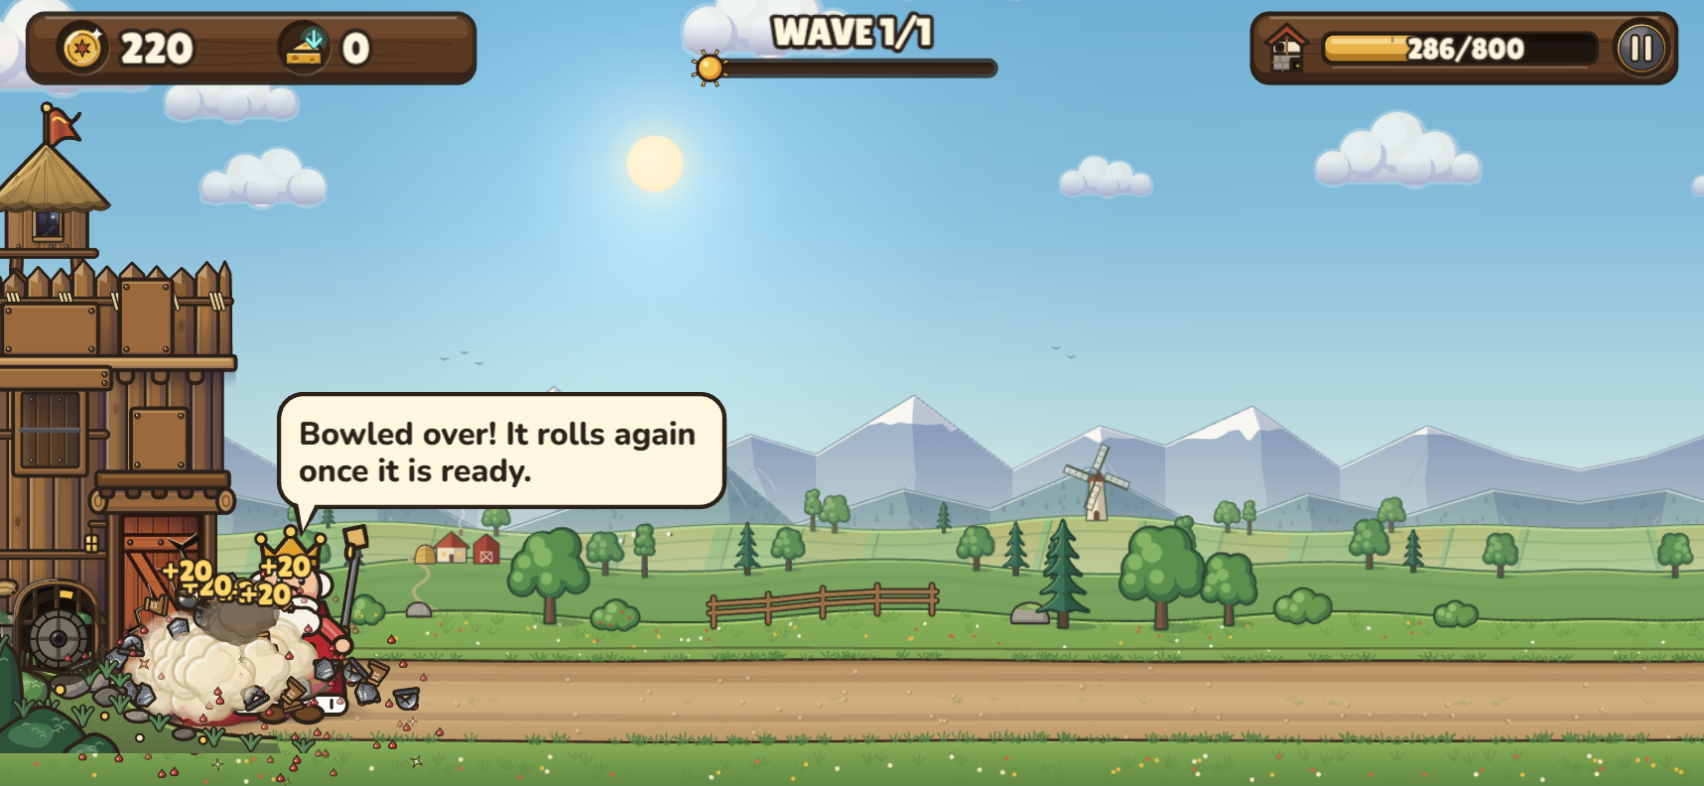 220
0
WAVE 1/1
286/800
Bowled over! It rolls again
once it is ready.
+20
+20
+20
+20